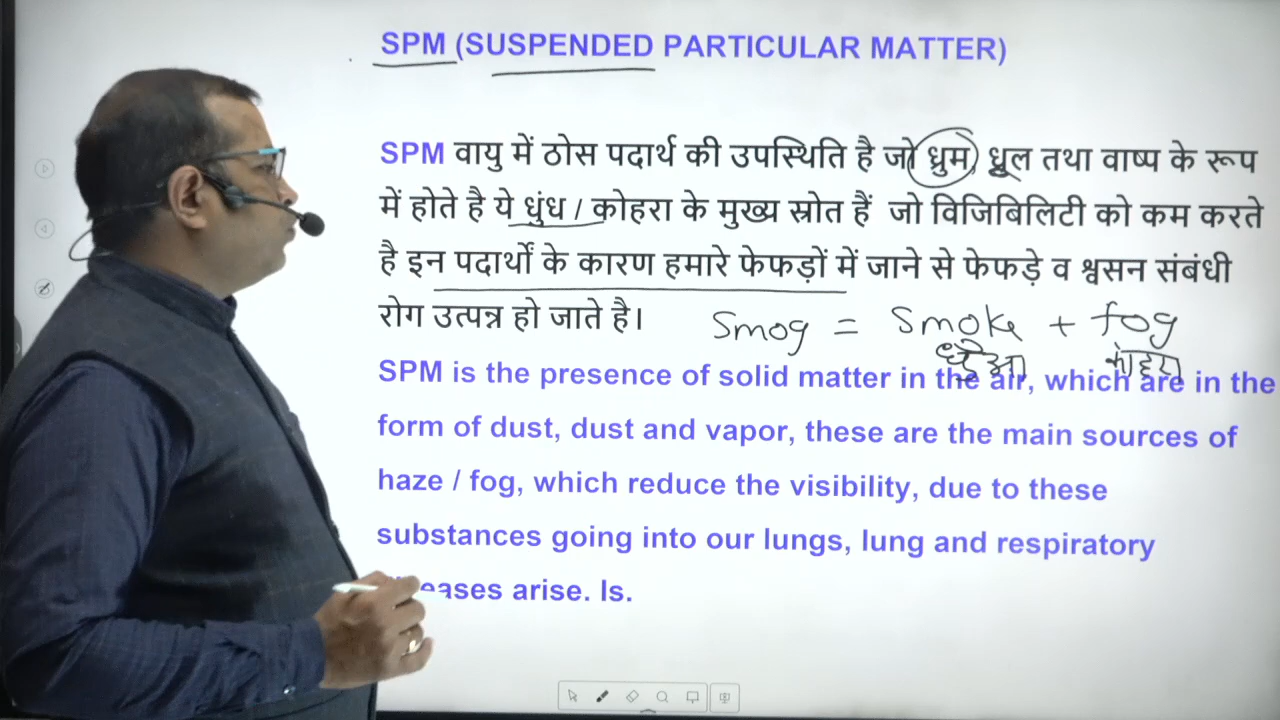 SPM (SUSPENDED PARTICULAR MATTER)
SPM वायु में ठोस पदार्थ की उपस्थिति है जो ध्रुम, धूल तथा वाष्प के रूप
में होते है ये धुंध / कोहरा के मुख्य स्रोत हैं जो विजिबिलिटी को कम करते
है इन पदार्थों के कारण हमारे फेफड़ों में जाने से फेफड़े व श्वसन संबंधी
रोग उत्पन्न हो जाते है।
Smog = Smoke + fog
कोहरा
SPM is the presence of solid matter in the air, which are in the
form of dust, dust and vapor, these are the main sources of
haze / fog, which reduce the visibility, due to these
substances going into our lungs, lung and respiratory
eases arise. Is.